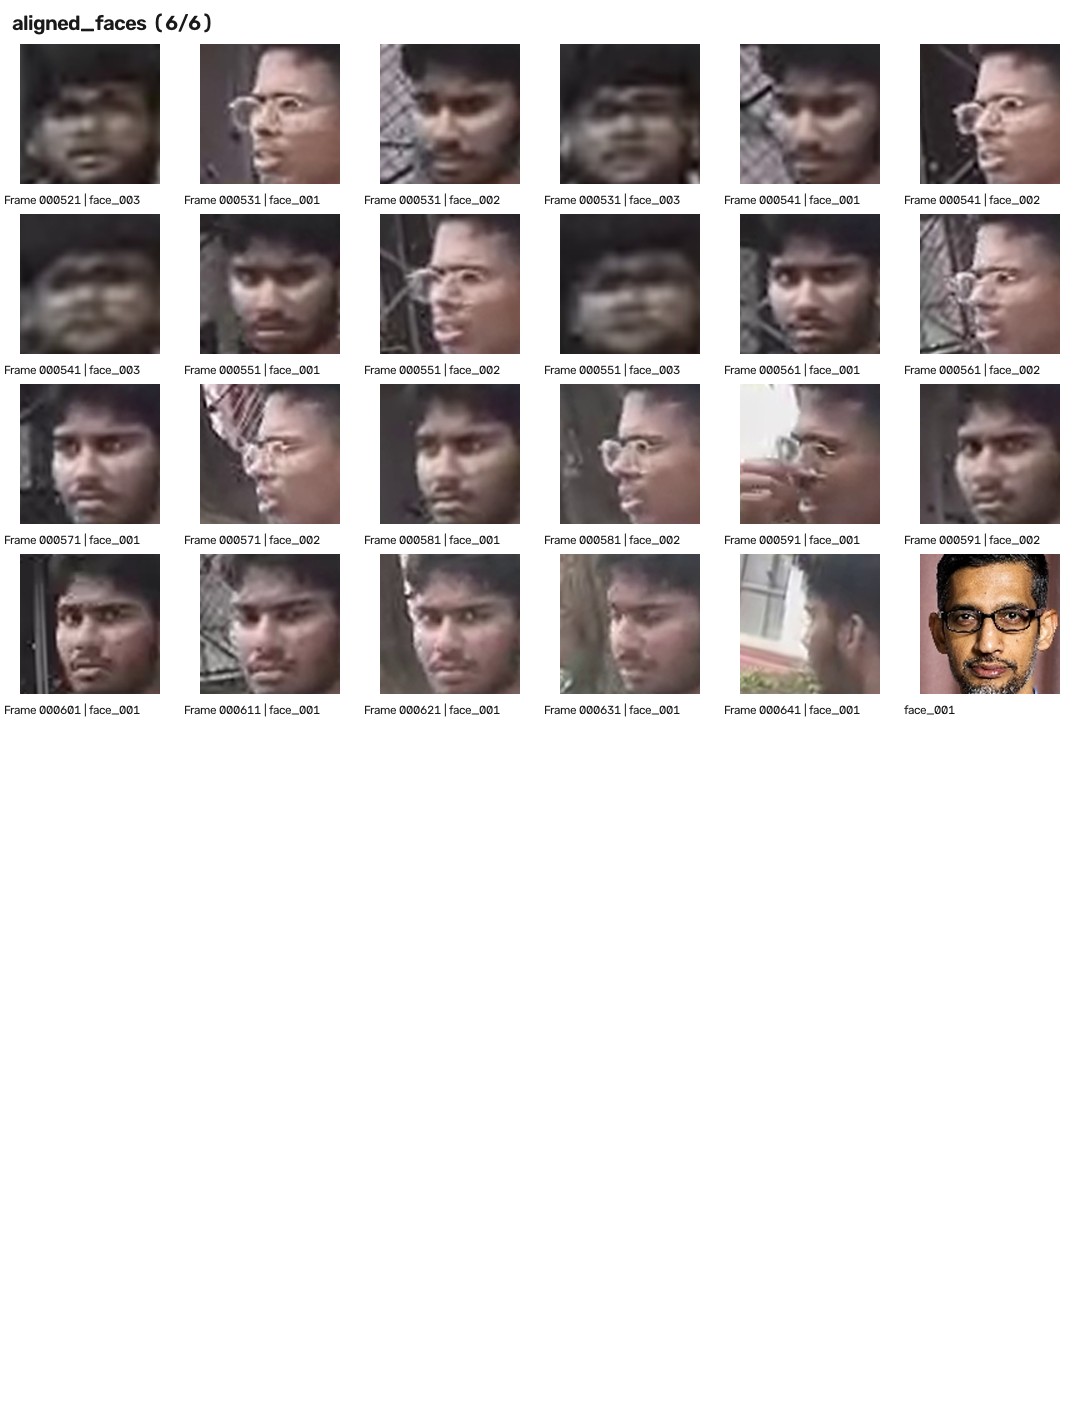 aligned_faces (6/6)
Frame 000521 | face_003 Frame 000531 | face_001 Frame 000531 | face_002 Frame 000531 | face_003 Frame 000541 | face_001 Frame 000541 | face_002
Frame 000541 | face_003 Frame 000551 | face_001 Frame 000551 | face_002 Frame 000551 | face_003 Frame 000561 | face_001 Frame 000561 | face_002
Frame 000571 | face_001 Frame 000571 | face_002 Frame 000581 | face_001 Frame 000581 | face_002 Frame 000591 | face_001 Frame 000591 | face_002
Frame 000601 | face_001 Frame 000611 | face_001 Frame 000621 | face_001 Frame 000631 | face_001 Frame 000641 | face_001 face_001